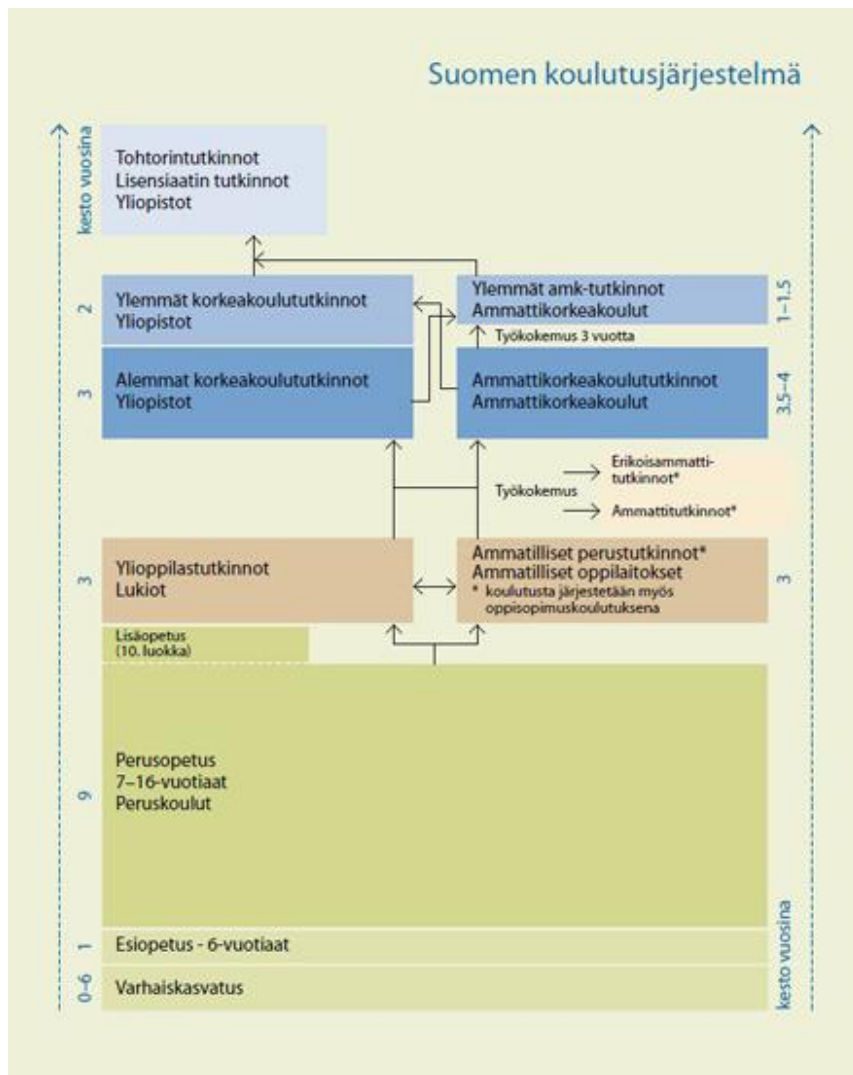 Suomen koulutusjärjestelmä
kesto vuosina
Tohtorintutkinnot
Lisensiaatin tutkinnot
Yliopistot
2
Ylemmät korkeakoulututkinnot
Yliopistot
Ylemmät amk-tutkinnot
Ammattikorkeakoulut
1–1.5
Työkokemus 3 vuotta
3
Alemmat korkeakoulututkinnot
Yliopistot
Ammattikorkeakoulututkinnot
Ammattikorkeakoulut
3.5–4
Työkokemus
Erikoisammatti-
tutkinnot*
Ammattitutkinnot*
3
Ylioppilastutkinnot
Lukiot
Ammatilliset perustutkinnot*
Ammatilliset oppilaitokset
* koulutusta järjestetään myös
oppisopimuskoulutuksena
3
Lisäopetus
(10. luokka)
9
Perusopetus
7–16-vuotiaat
Peruskoulut
1
Esiopetus - 6-vuotiaat
0–6
Varhaiskasvatus
kesto vuosina